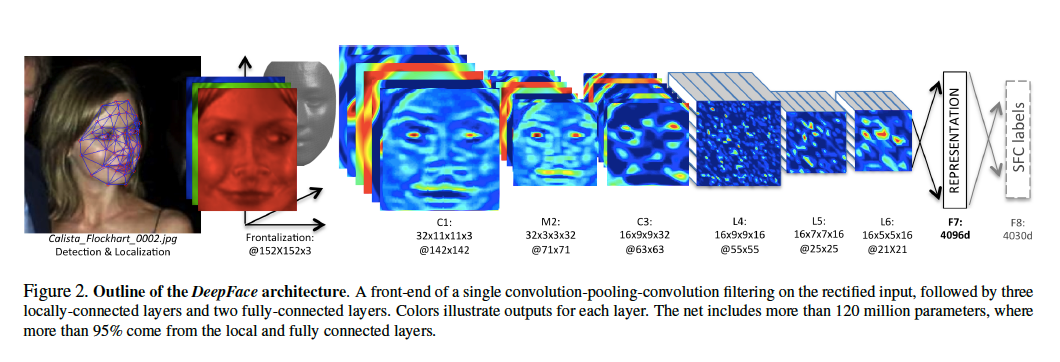 Calista_Flockhart_0002.jpg
Detection & Localization
Frontalization:
@152X152x3
C1:
32x11x11x3
@142x142
M2:
32x3x3x32
@71x71
C3:
16x9x9x32
@63x63
L4:
16x9x9x16
@55x55
L5:
16x7x7x16
@25x25
L6:
16x5x5x16
@21X21
REPRESENTATION
F7:
4096d
SFC labels
F8:
4030d
Figure 2. Outline of the DeepFace architecture. A front-end of a single convolution-pooling-convolution filtering on the rectified input, followed by three
locally-connected layers and two fully-connected layers. Colors illustrate outputs for each layer. The net includes more than 120 million parameters, where
more than 95% come from the local and fully connected layers.